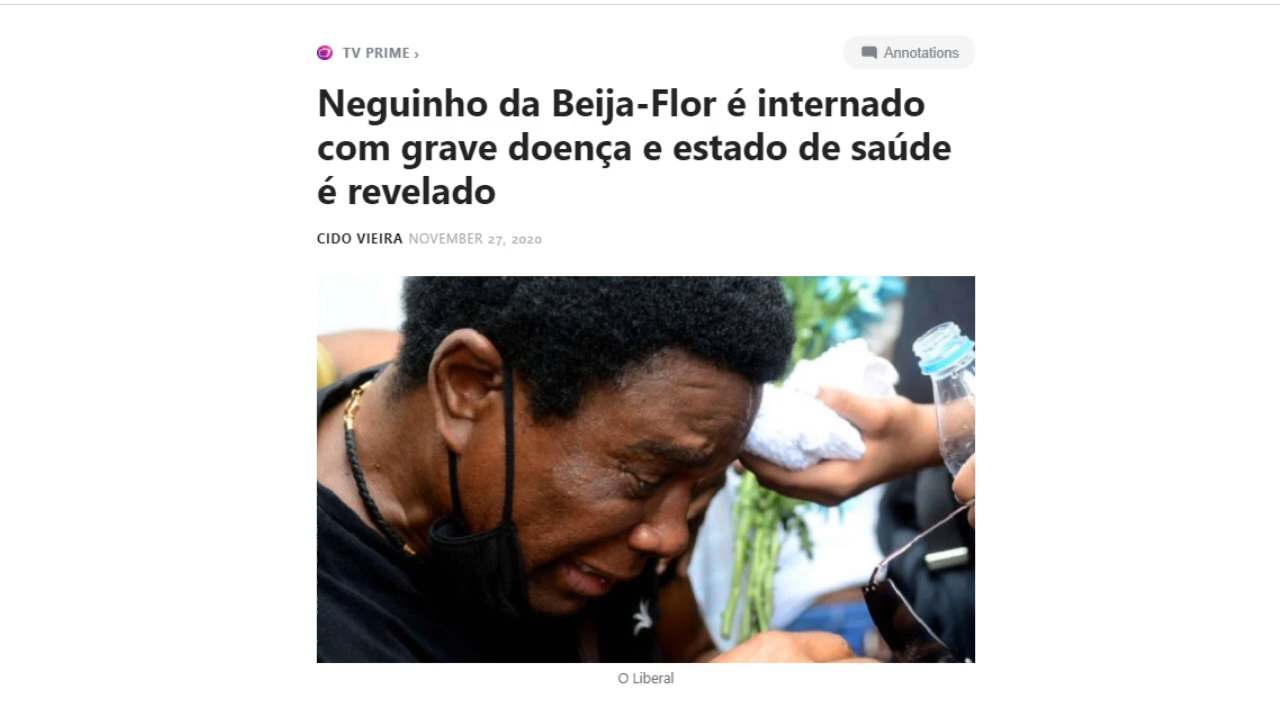 TV PRIME ›
Annotations
Neguinho da Beija-Flor é internado
com grave doença e estado de saúde
é revelado
CIDO VIEIRA NOVEMBER 27, 2020
O Liberal